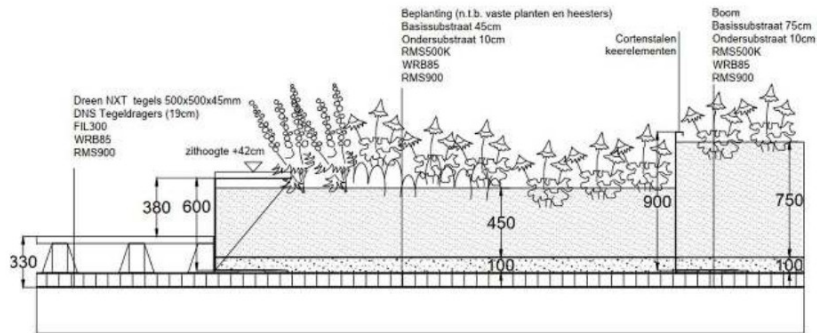 Beplanting (n.t.b. vaste planten en heesters)
Basissubstraat 45cm
Ondersubstraat 10cm
RMS500K
WRB85
RMS900
Cortenstalen
keerelementen
Boom
Basissubstraat 75cm
Ondersubstraat 10cm
RMS500K
WRB85
RMS900
Dreen NXT tegels 500x500x45mm
DNS Tegeldragers (19cm)
FIL300
WRB85
RMS900
zithoogte +42cm
380
600
450
900
750
330
100
100